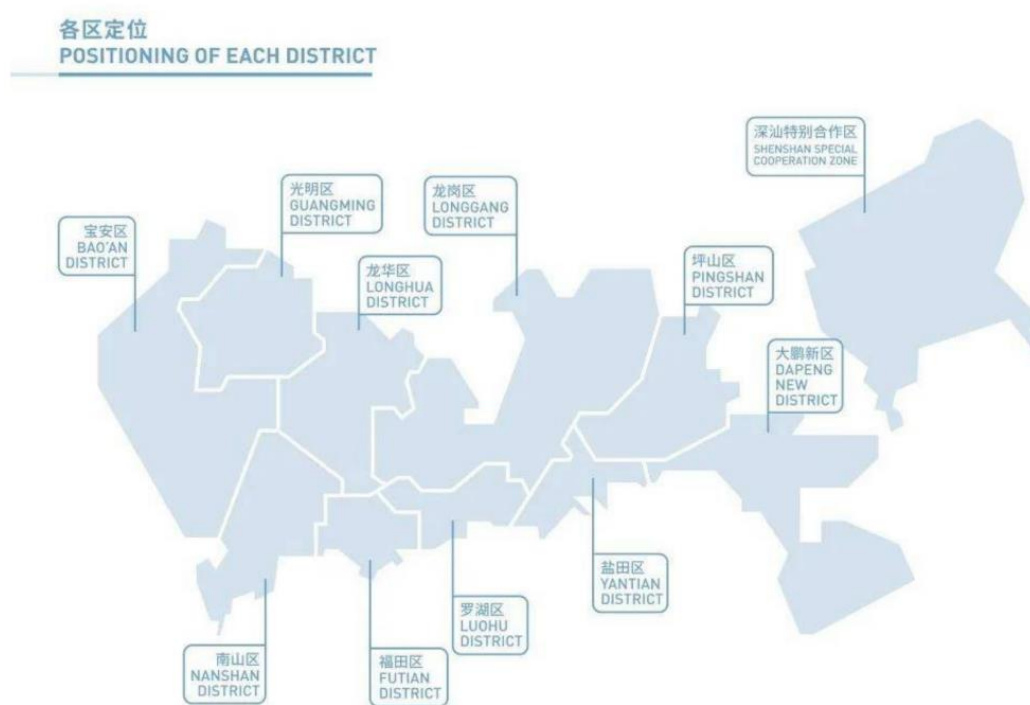 各区定位
POSITIONING OF EACH DISTRICT
深汕特别合作区
SHENSHAN SPECIAL
COOPERATION ZONE
光明区
GUANGMING
DISTRICT
龙岗区
LONGGANG
DISTRICT
宝安区
BAO'AN
DISTRICT
龙华区
LONGHUA
DISTRICT
坪山区
PINGSHAN
DISTRICT
大鹏新区
DAPENG
NEW
DISTRICT
盐田区
YANTIAN
DISTRICT
罗湖区
LUOHU
DISTRICT
南山区
NANSHAN
DISTRICT
福田区
FUTIAN
DISTRICT